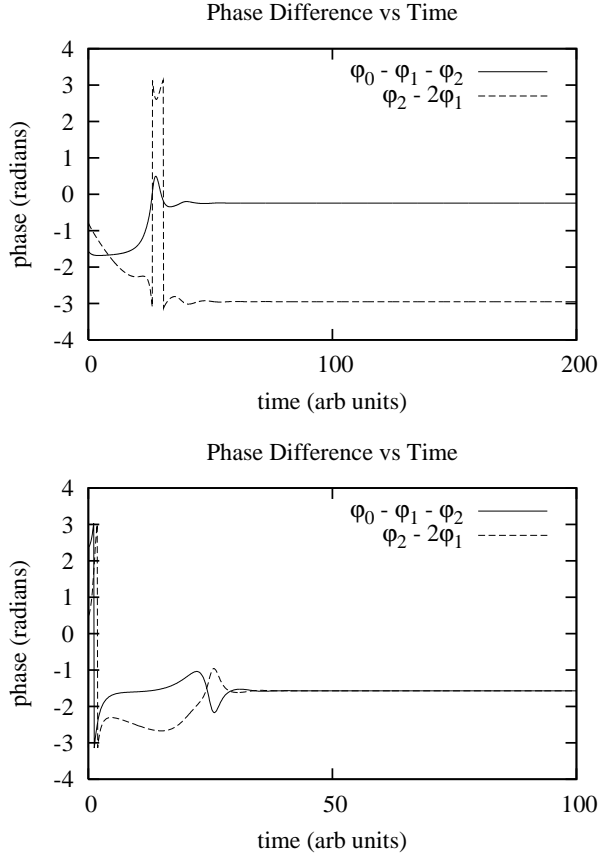 Phase Difference vs Time
φ0 - φ1 - φ2
φ2 - 2φ1
4
3
2
1
0
-1
-2
-3
-4
phase (radians)
0 100 200
time (arb units)
Phase Difference vs Time
φ0 - φ1 - φ2
φ2 - 2φ1
4
3
2
1
0
-1
-2
-3
-4
phase (radians)
0 50 100
time (arb units)